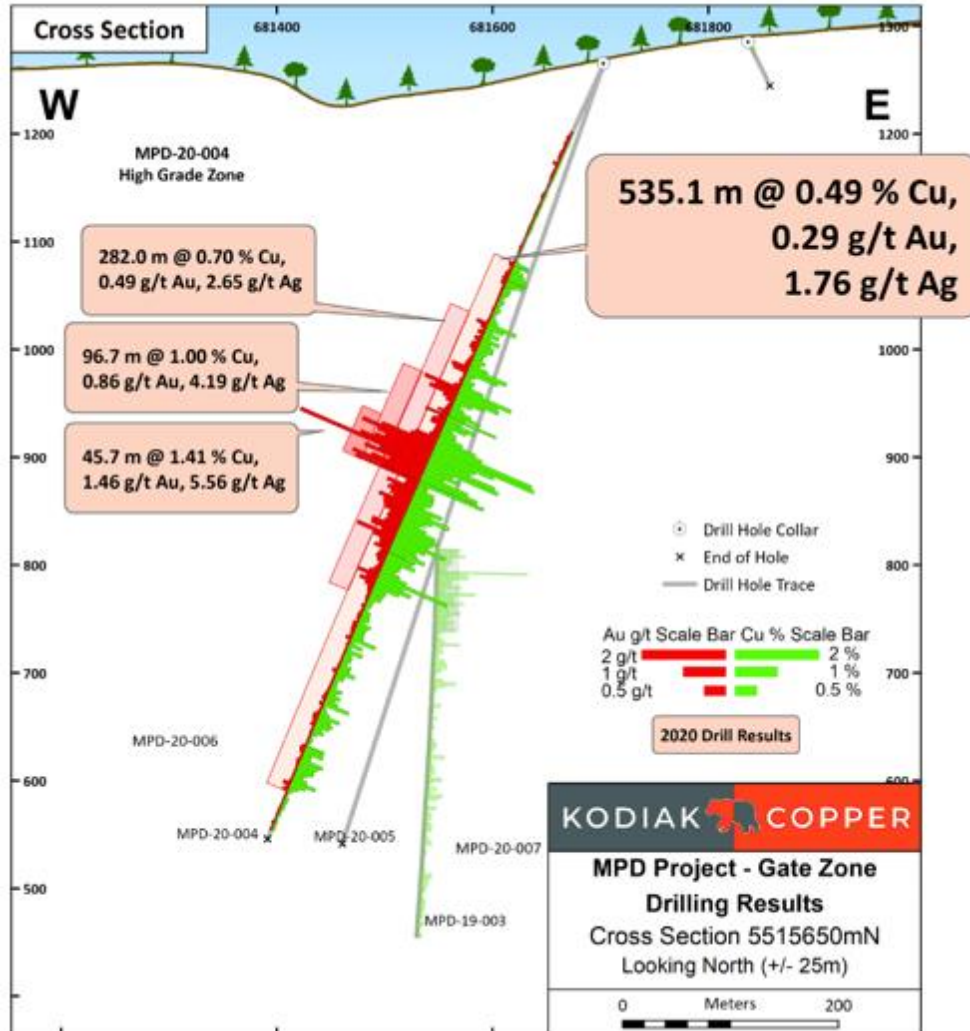 Cross Section
681400
681600
681800
1300
W
E
1200
1200
MPD-20-004
High Grade Zone
535.1 m @ 0.49 % Cu,
0.29 g/t Au,
1.76 g/t Ag
1100
282.0 m @ 0.70 % Cu,
0.49 g/t Au, 2.65 g/t Ag
1000
1000
96.7 m @ 1.00 % Cu,
0.86 g/t Au, 4.19 g/t Ag
900
900
45.7 m @ 1.41 % Cu,
1.46 g/t Au, 5.56 g/t Ag
Drill Hole Collar
End of Hole
800
800
Drill Hole Trace
Au g/t Scale Bar Cu % Scale Bar
2 g/t 2 %
1 g/t 1 %
0.5 g/t 0.5 %
700
700
2020 Drill Results
MPD-20-006
600
600
MPD-20-004
MPD-20-005
MPD-20-007
KODIAK COPPER
MPD Project - Gate Zone
Drilling Results
Cross Section 5515650mN
Looking North (+/- 25m)
500
MPD-19-003
0 Meters 200